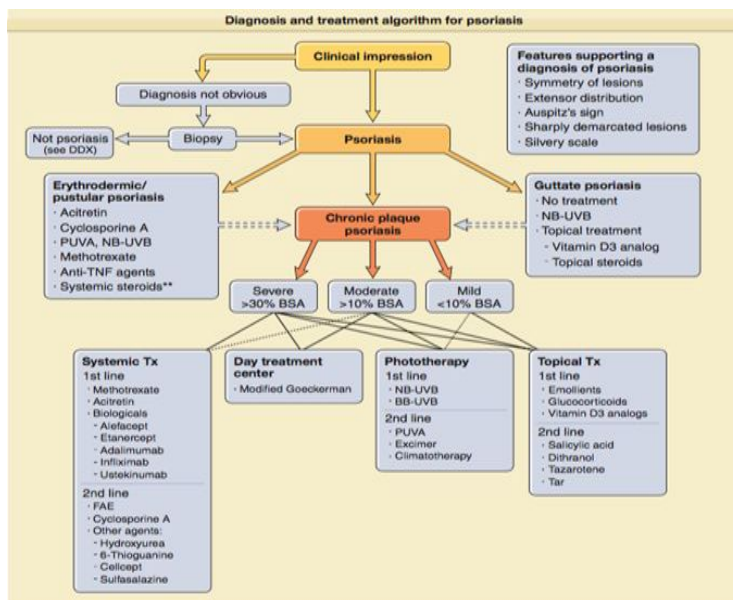 Diagnosis and treatment algorithm for psoriasis
Clinical impression
Diagnosis not obvious
Not psoriasis
(see DDX)
Biopsy
Psoriasis
Features supporting a
diagnosis of psoriasis
· Symmetry of lesions
· Extensor distribution
· Auspitz's sign
· Sharply demarcated lesions
· Silvery scale
Erythrodermic/
pustular psoriasis
· Acitretin
· Cyclosporine A
· PUVA, NB-UVB
· Methotrexate
· Anti-TNF agents
· Systemic steroids**
Chronic plaque
psoriasis
Guttate psoriasis
· No treatment
· NB-UVB
· Topical treatment
- Vitamin D3 analog
- Topical steroids
Severe
>30% BSA
Moderate
>10% BSA
Mild
<10% BSA
Systemic Tx
1st line
· Methotrexate
· Acitretin
· Biologicals
- Alefacept
- Etanercept
- Adalimumab
- Infliximab
- Ustekinumab
2nd line
· FAE
· Cyclosporine A
· Other agents:
- Hydroxyurea
- 6-Thioguanine
- Cellcept
- Sulfasalazine
Day treatment
center
· Modified Goeckerman
Phototherapy
1st line
· NB-UVB
· BB-UVB
2nd line
· PUVA
· Excimer
· Climatotherapy
Topical Tx
1st line
· Emollients
· Glucocorticoids
· Vitamin D3 analogs
2nd line
· Salicylic acid
· Dithranol
· Tazarotene
· Tar